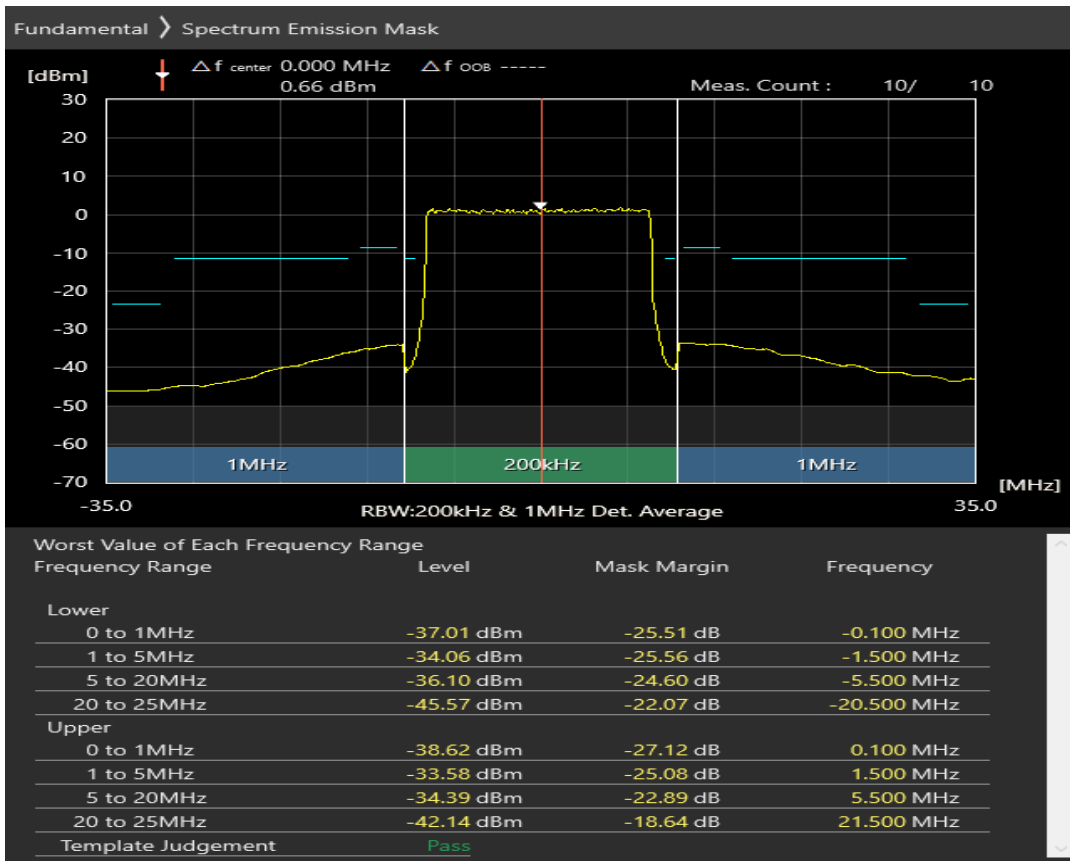 Fundamental ❯ Spectrum Emission Mask
[dBm] Δf center 0.000 MHz Δf OOB -----
0.66 dBm Meas. Count : 10/ 10
30
20
10
0
-10
-20
-30
-40
-50
-60
1MHz 200kHz 1MHz
-70
[MHz]
-35.0 RBW:200kHz & 1MHz Det. Average 35.0
Worst Value of Each Frequency Range
Frequency Range Level Mask Margin Frequency
Lower
0 to 1MHz -37.01 dBm -25.51 dB -0.100 MHz
1 to 5MHz -34.06 dBm -25.56 dB -1.500 MHz
5 to 20MHz -36.10 dBm -24.60 dB -5.500 MHz
20 to 25MHz -45.57 dBm -22.07 dB -20.500 MHz
Upper
0 to 1MHz -38.62 dBm -27.12 dB 0.100 MHz
1 to 5MHz -33.58 dBm -25.08 dB 1.500 MHz
5 to 20MHz -34.39 dBm -22.89 dB 5.500 MHz
20 to 25MHz -42.14 dBm -18.64 dB 21.500 MHz
Template Judgement Pass